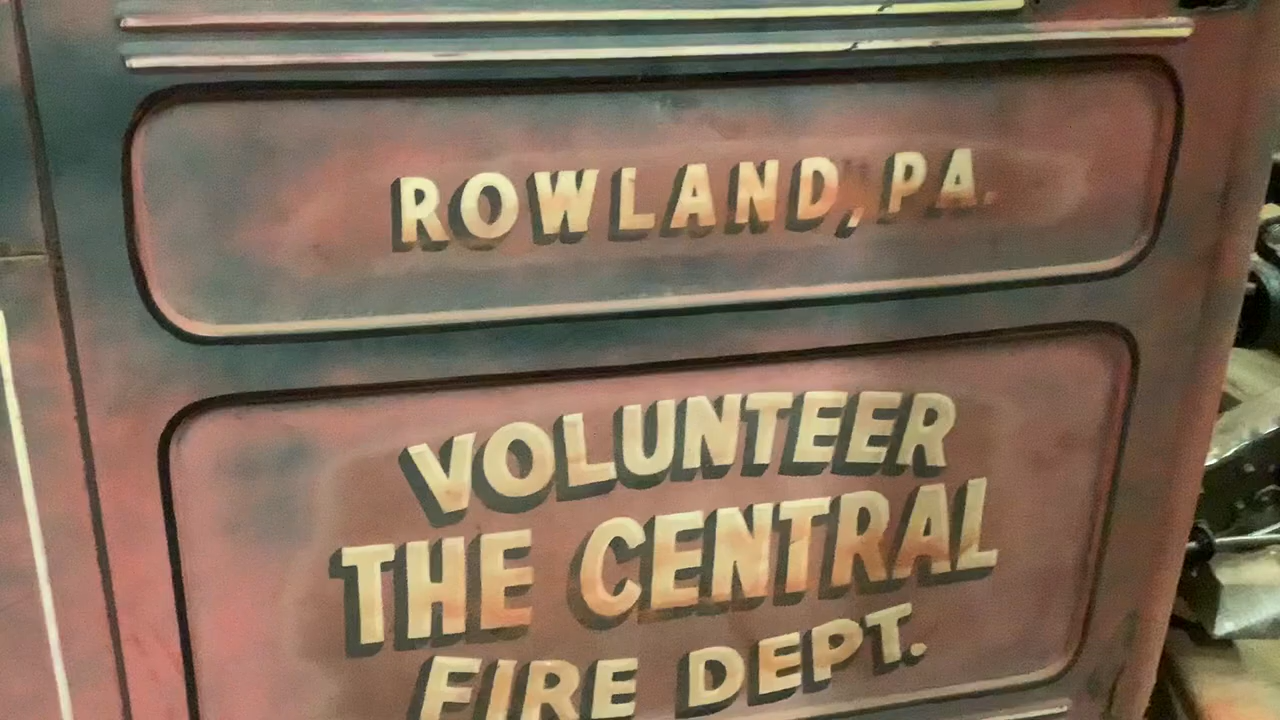 ROWLAND, PA.
VOLUNTEER
THE CENTRAL
FIRE DEPT.